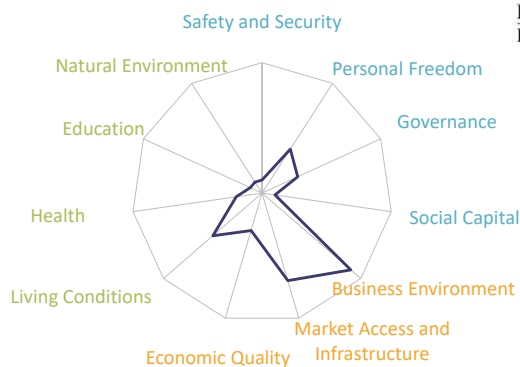 Safety and Security
Natural Environment
Personal Freedom
Education
Governance
Health
Social Capital
Living Conditions
Business Environment
Market Access and
Infrastructure
Economic Quality